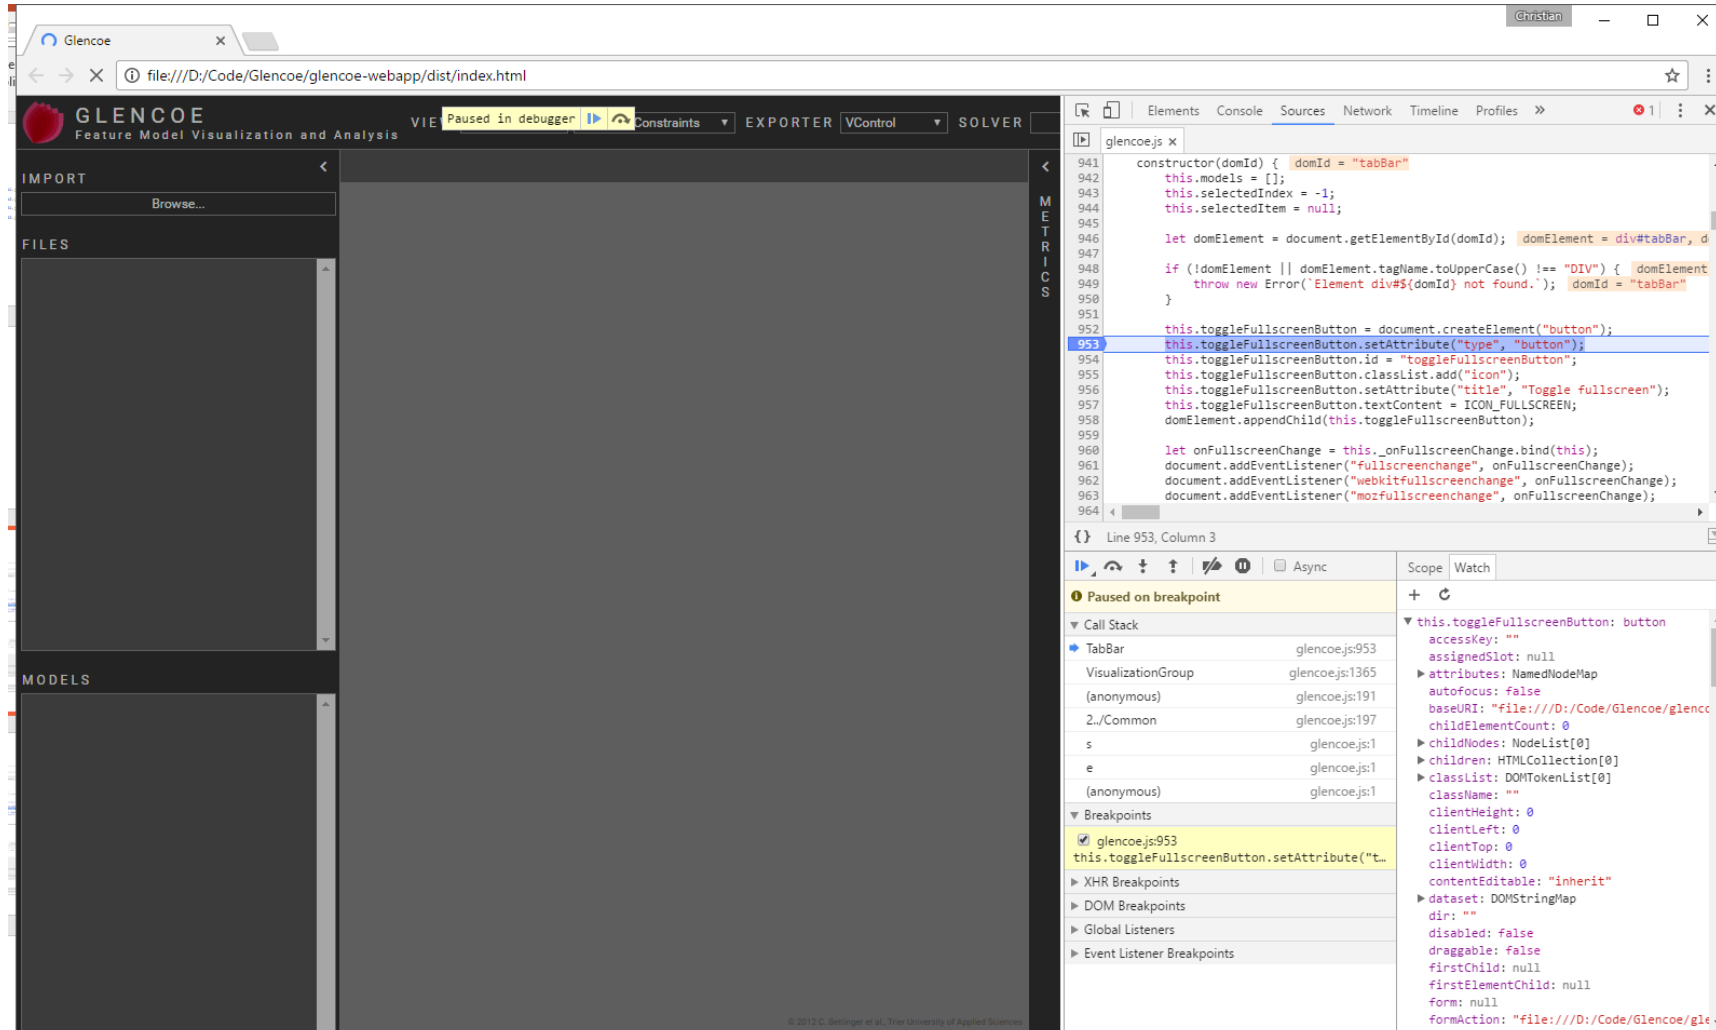 Christian
Glencoe
file:///D:/Code/Glencoe/glencoe-webapp/dist/index.html
GLENCOE
Feature Model Visualization and Analysis
VIE
Paused in debugger
Constraints
EXPORTER
VControl
SOLVER
IMPORT
Browse...
FILES
MODELS
METRICS
© 2012 C. Bettinger et al., Trier University of Applied Sciences
Elements Console Sources Network Timeline Profiles » 1
glencoe.js
941 constructor(domId) { domId = "tabBar"
942 this.models = [];
943 this.selectedIndex = -1;
944 this.selectedItem = null;
945
946 let domElement = document.getElementById(domId); domElement = div#tabBar, d
947
948 if (!domElement || domElement.tagName.toUpperCase() !== "DIV") { domElement
949 throw new Error(`Element div#${domId} not found.`); domId = "tabBar"
950 }
951
952 this.toggleFullscreenButton = document.createElement("button");
953 this.toggleFullscreenButton.setAttribute("type", "button");
954 this.toggleFullscreenButton.id = "toggleFullscreenButton";
955 this.toggleFullscreenButton.classList.add("icon");
956 this.toggleFullscreenButton.setAttribute("title", "Toggle fullscreen");
957 this.toggleFullscreenButton.textContent = ICON_FULLSCREEN;
958 domElement.appendChild(this.toggleFullscreenButton);
959
960 let onFullscreenChange = this._onFullscreenChange.bind(this);
961 document.addEventListener("fullscreenchange", onFullscreenChange);
962 document.addEventListener("webkitfullscreenchange", onFullscreenChange);
963 document.addEventListener("mozfullscreenchange", onFullscreenChange);
964
{} Line 953, Column 3
Async
Paused on breakpoint
Call Stack
TabBar glencoe.js:953
VisualizationGroup glencoe.js:1365
(anonymous) glencoe.js:191
2../Common glencoe.js:197
s glencoe.js:1
e glencoe.js:1
(anonymous) glencoe.js:1
Breakpoints
glencoe.js:953
this.toggleFullscreenButton.setAttribute("t…
XHR Breakpoints
DOM Breakpoints
Global Listeners
Event Listener Breakpoints
Scope Watch
this.toggleFullscreenButton: button
accessKey: ""
assignedSlot: null
attributes: NamedNodeMap
autofocus: false
baseURI: "file:///D:/Code/Glencoe/glenco
childElementCount: 0
childNodes: NodeList[0]
children: HTMLCollection[0]
classList: DOMTokenList[0]
className: ""
clientHeight: 0
clientLeft: 0
clientTop: 0
clientWidth: 0
contentEditable: "inherit"
dataset: DOMStringMap
dir: ""
disabled: false
draggable: false
firstChild: null
firstElementChild: null
form: null
formAction: "file:///D:/Code/Glencoe/gle